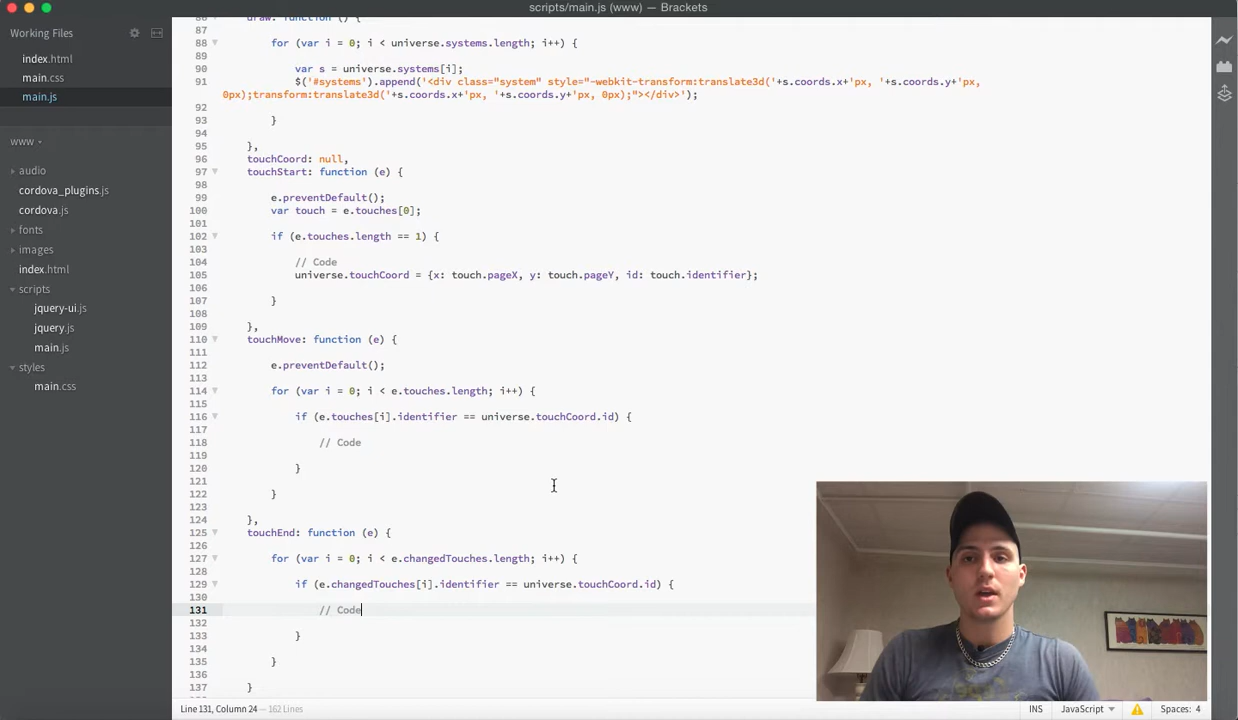 scripts/main.js (www) — Brackets
Working Files
index.html
main.css
main.js
www
audio
cordova_plugins.js
cordova.js
fonts
images
index.html
scripts
jquery-ui.js
jquery.js
main.js
styles
main.css
86 draw: function () {
87
88 for (var i = 0; i < universe.systems.length; i++) {
89
90 var s = universe.systems[i];
91 $('#systems').append('<div class="system" style="-webkit-transform:translate3d('+s.coords.x+'px, '+s.coords.y+'px,
0px);transform:translate3d('+s.coords.x+'px, '+s.coords.y+'px, 0px);"></div>');
92
93 }
94
95 },
96 touchCoord: null,
97 touchStart: function (e) {
98
99 e.preventDefault();
100 var touch = e.touches[0];
101
102 if (e.touches.length == 1) {
103
104 // Code
105 universe.touchCoord = {x: touch.pageX, y: touch.pageY, id: touch.identifier};
106
107 }
108
109 },
110 touchMove: function (e) {
111
112 e.preventDefault();
113
114 for (var i = 0; i < e.touches.length; i++) {
115
116 if (e.touches[i].identifier == universe.touchCoord.id) {
117
118 // Code
119
120 }
121
122 }
123
124 },
125 touchEnd: function (e) {
126
127 for (var i = 0; i < e.changedTouches.length; i++) {
128
129 if (e.changedTouches[i].identifier == universe.touchCoord.id) {
130
131 // Code
132
133 }
134
135 }
136
137 }
Line 131, Column 24 — 162 Lines
INS JavaScript Spaces: 4